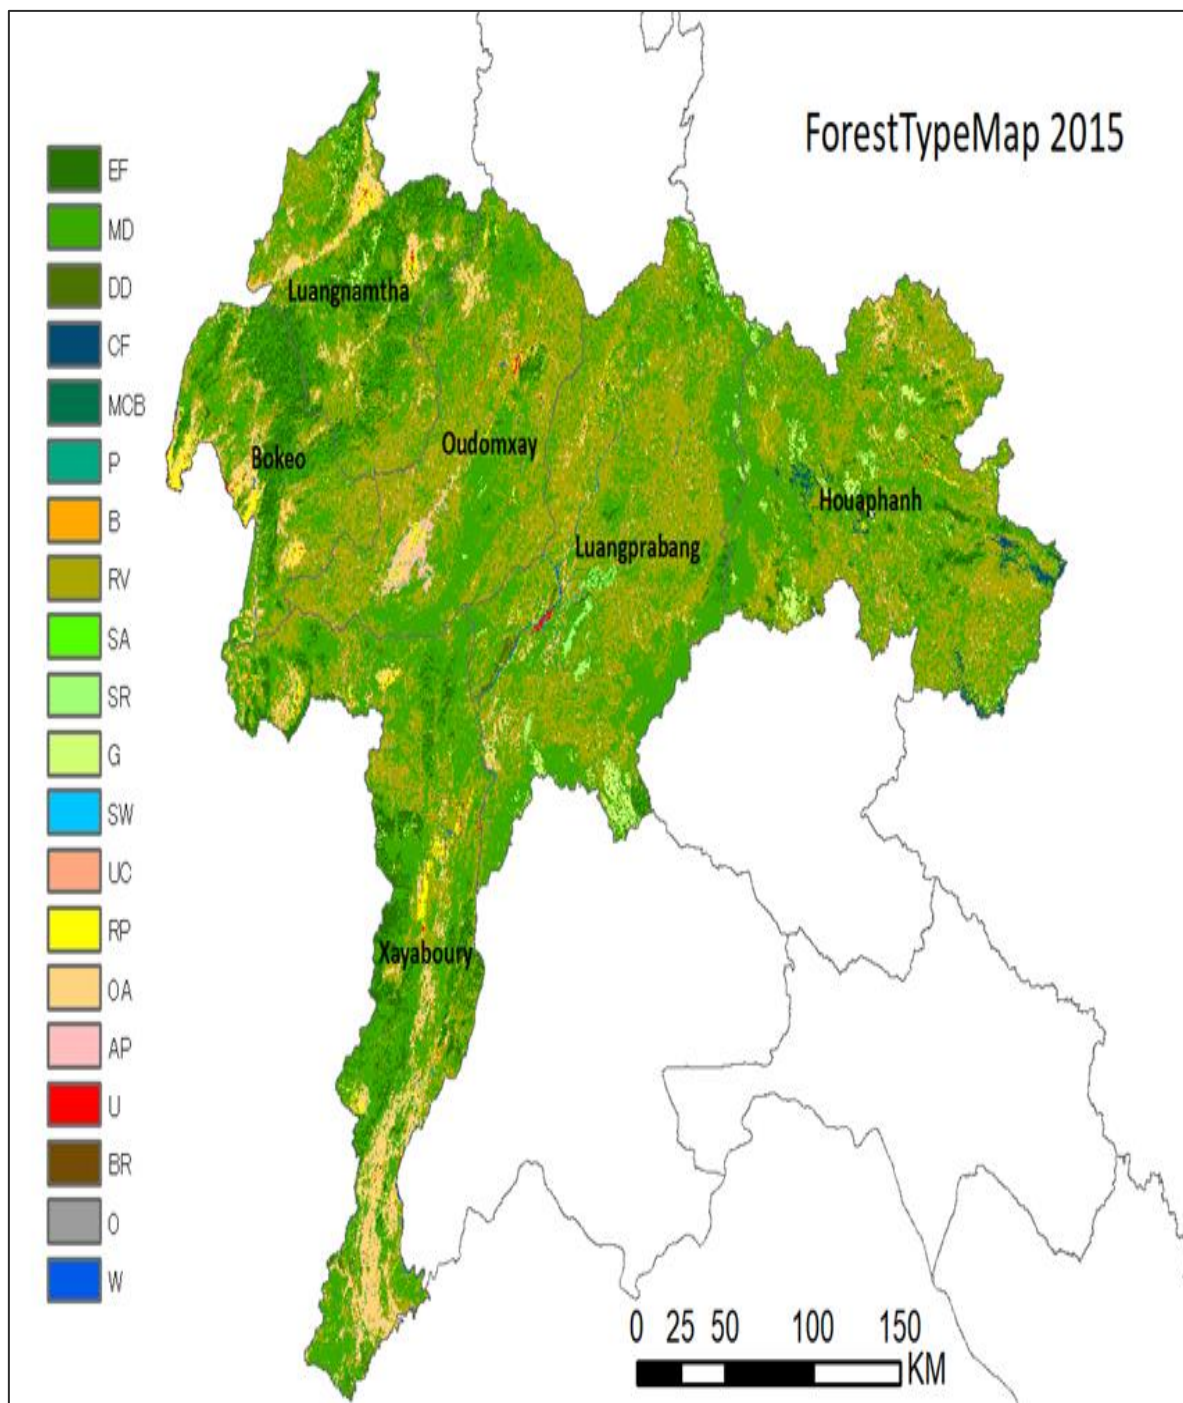 ForestTypeMap 2015
EF
MD
DD
CF
MCB
P
B
RV
SA
SR
G
SW
UC
RP
OA
AP
U
BR
O
W
Luangnamtha
Bokeo
Oudomxay
Luangprabang
Houaphanh
Xayaboury
0 25 50 100 150
KM